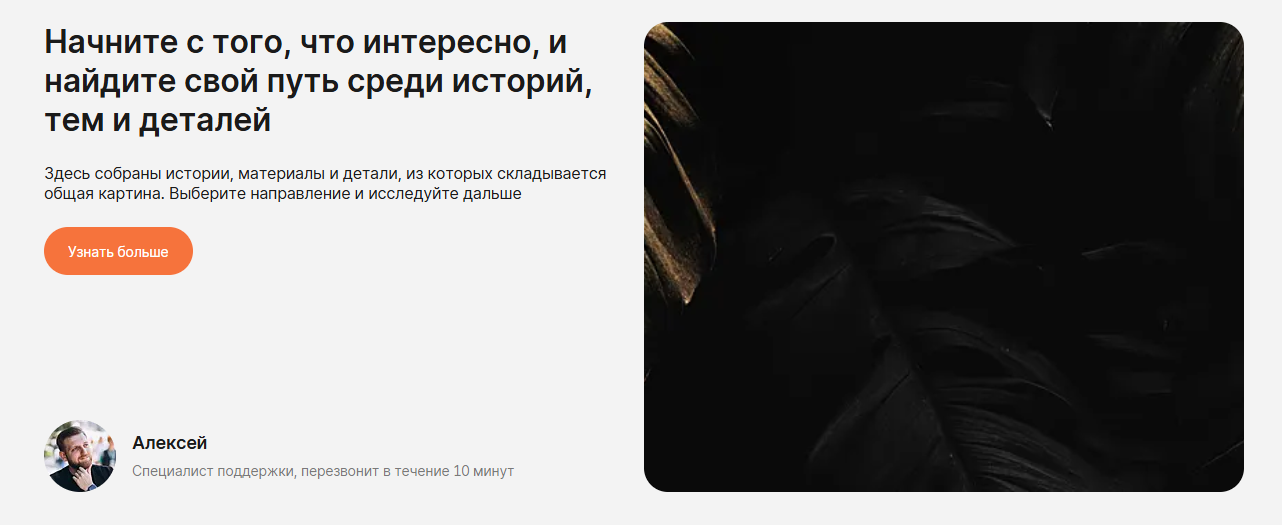 Начните с того, что интересно, и
найдите свой путь среди историй,
тем и деталей
Здесь собраны истории, материалы и детали, из которых складывается
общая картина. Выберите направление и исследуйте дальше
Узнать больше
Алексей
Специалист поддержки, перезвонит в течение 10 минут